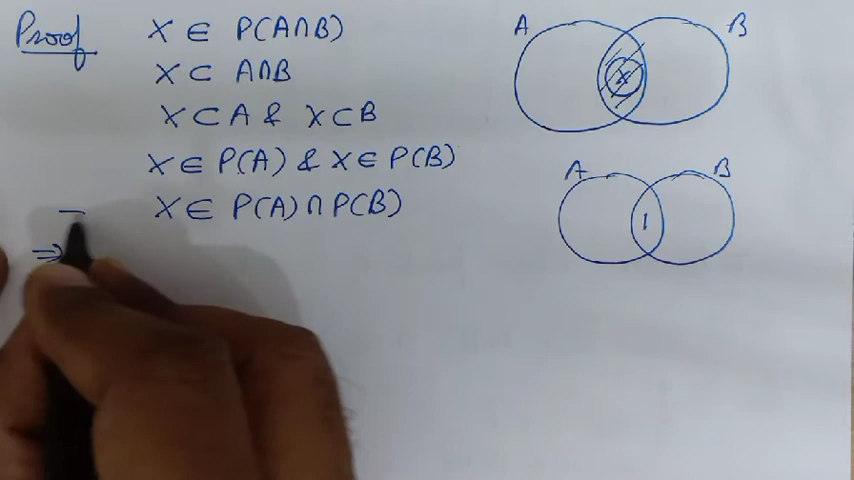 Proof X ∈ P(A∩B)
X ⊂ A∩B
X ⊂ A & X ⊂ B
X ∈ P(A) & X ∈ P(B)
X ∈ P(A) ∩ P(B)
⇒
A B
x
A B
1